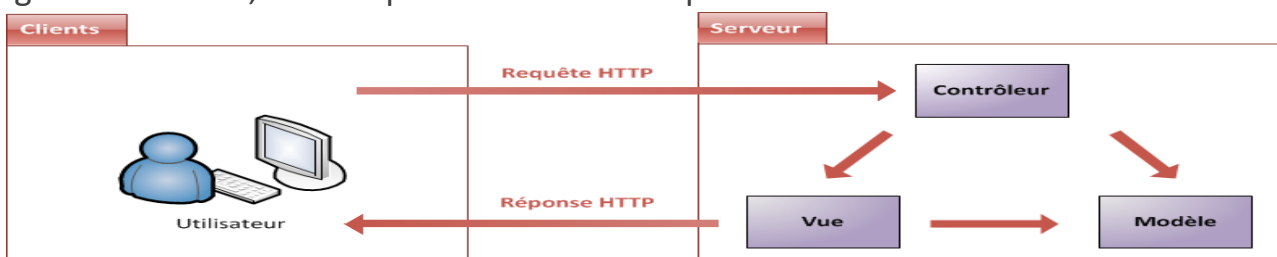 Clients
Serveur
Requête HTTP
Contrôleur
Réponse HTTP
Utilisateur
Vue
Modèle